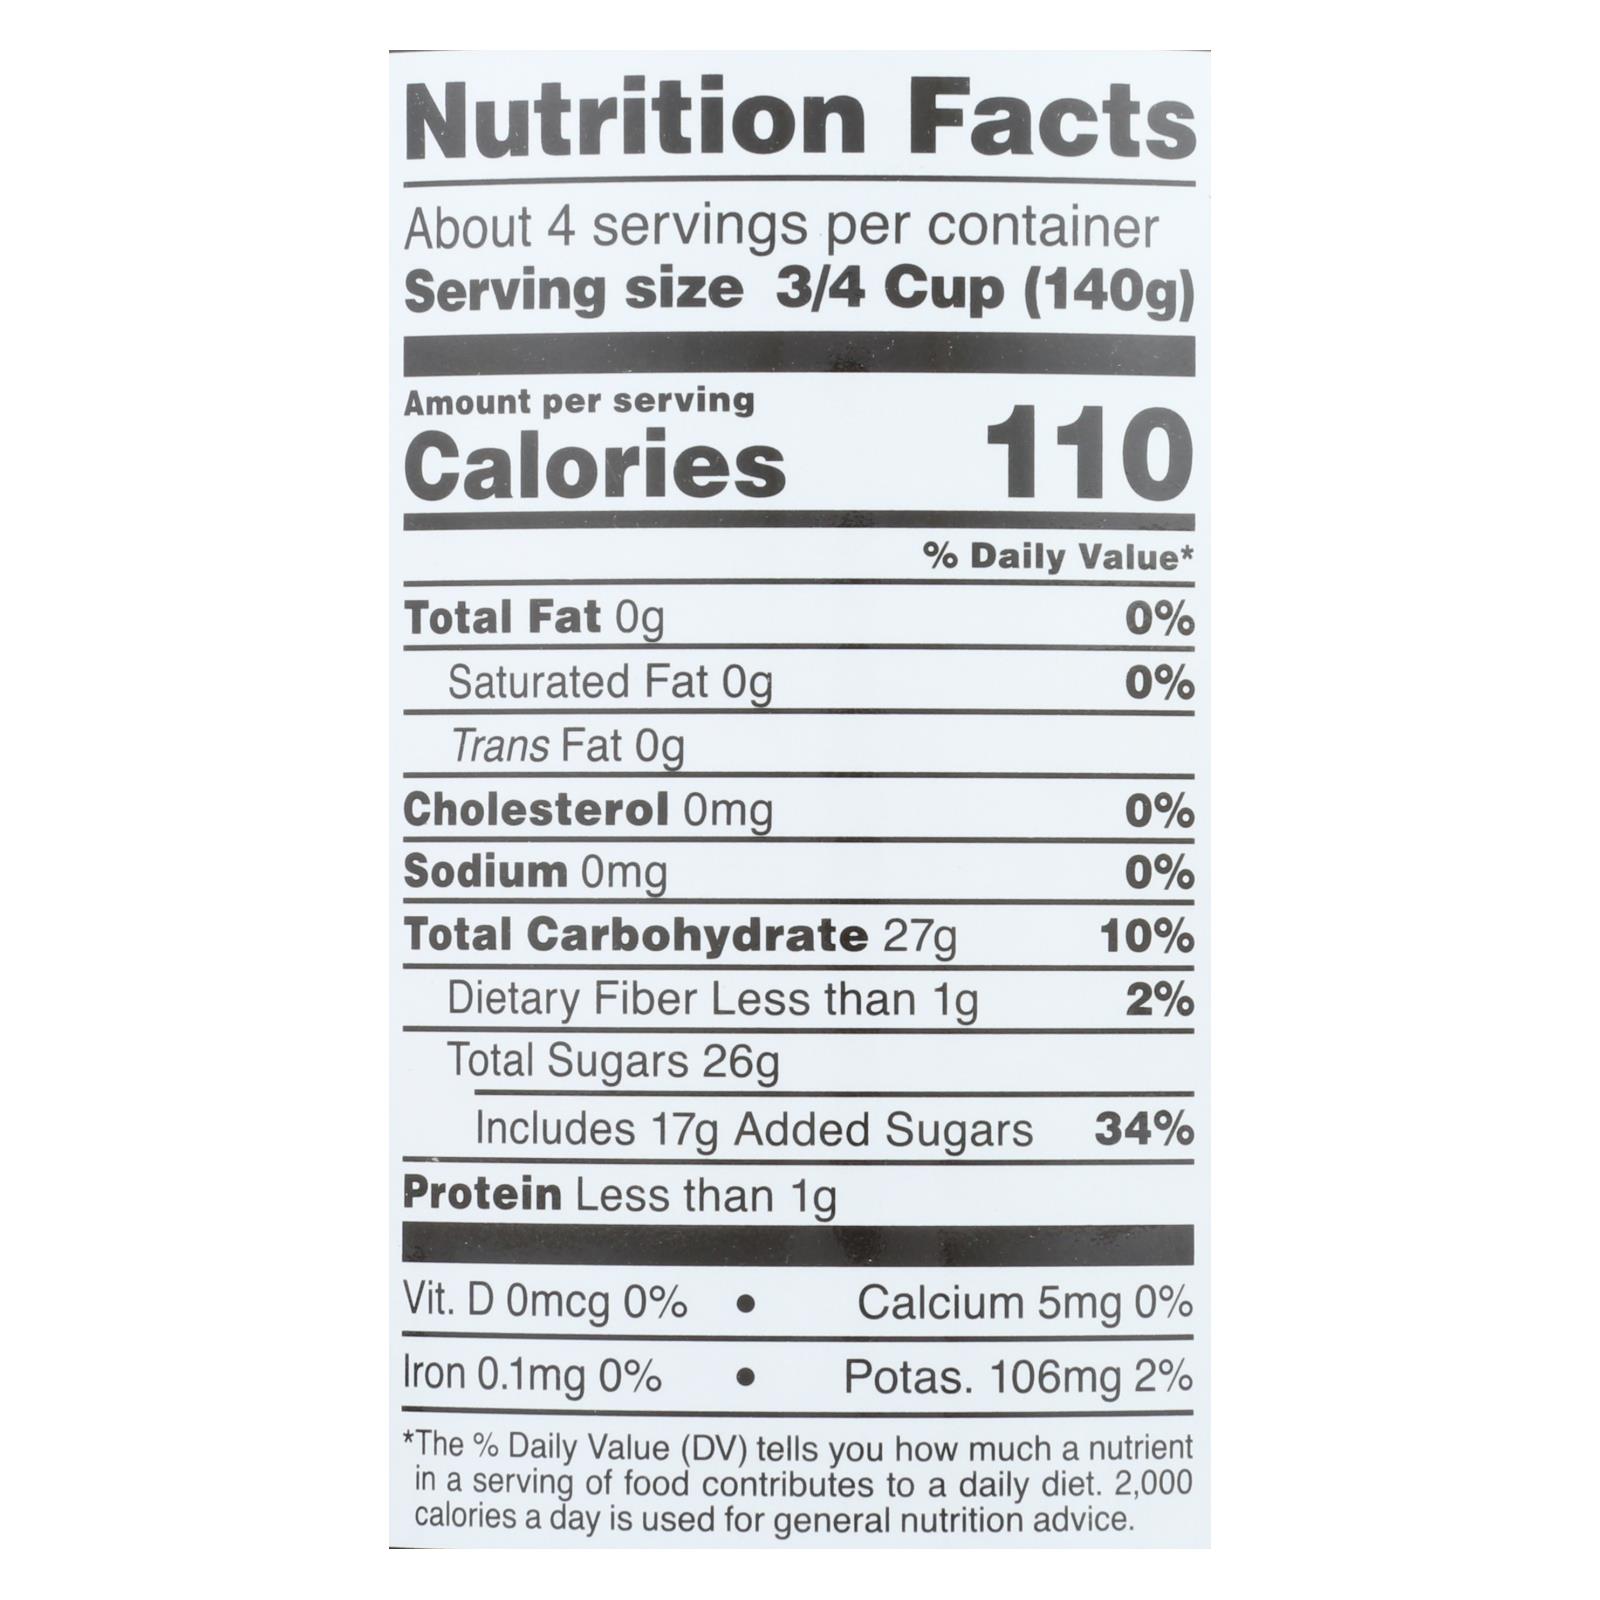 Nutrition Facts
About 4 servings per container
Serving size 3/4 Cup (140g)
Amount per serving
Calories 110
% Daily Value*
Total Fat 0g 0%
Saturated Fat 0g 0%
Trans Fat 0g
Cholesterol 0mg 0%
Sodium 0mg 0%
Total Carbohydrate 27g 10%
Dietary Fiber Less than 1g 2%
Total Sugars 26g
Includes 17g Added Sugars 34%
Protein Less than 1g
Vit. D 0mcg 0% • Calcium 5mg 0%
Iron 0.1mg 0% • Potas. 106mg 2%
*The % Daily Value (DV) tells you how much a nutrient
in a serving of food contributes to a daily diet. 2,000
calories a day is used for general nutrition advice.